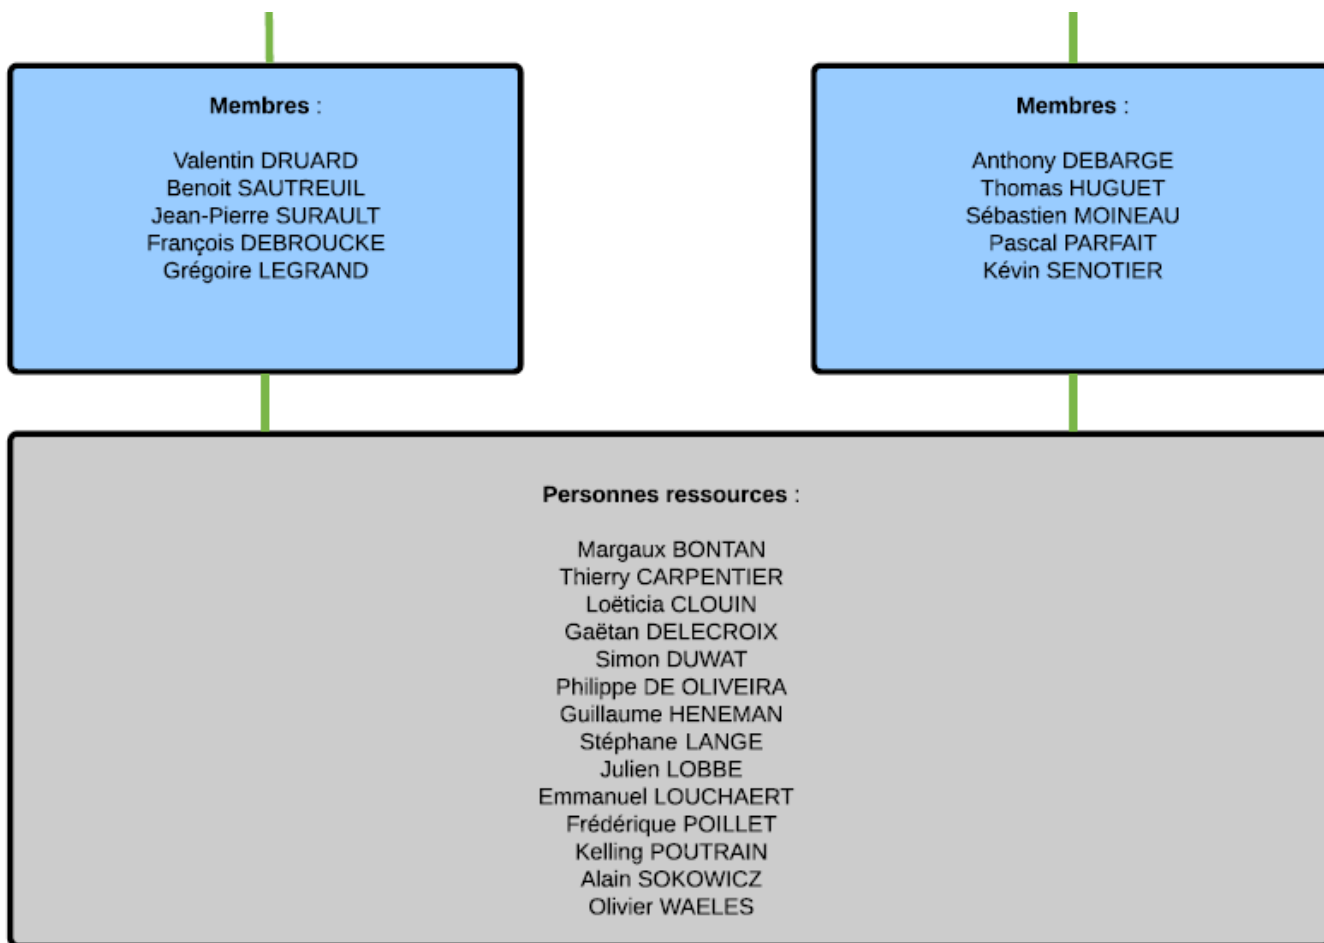 Membres :
Valentin DRUARD
Benoit SAUTREUIL
Jean-Pierre SURAULT
François DEBROUCKE
Grégoire LEGRAND
Membres :
Anthony DEBARGE
Thomas HUGUET
Sébastien MOINEAU
Pascal PARFAIT
Kévin SENOTIER
Personnes ressources :
Margaux BONTAN
Thierry CARPENTIER
Loëticia CLOUIN
Gaëtan DELECROIX
Simon DUWAT
Philippe DE OLIVEIRA
Guillaume HENEMAN
Stéphane LANGE
Julien LOBBE
Emmanuel LOUCHAERT
Frédérique POILLET
Kelling POUTRAIN
Alain SOKOWICZ
Olivier WAELES